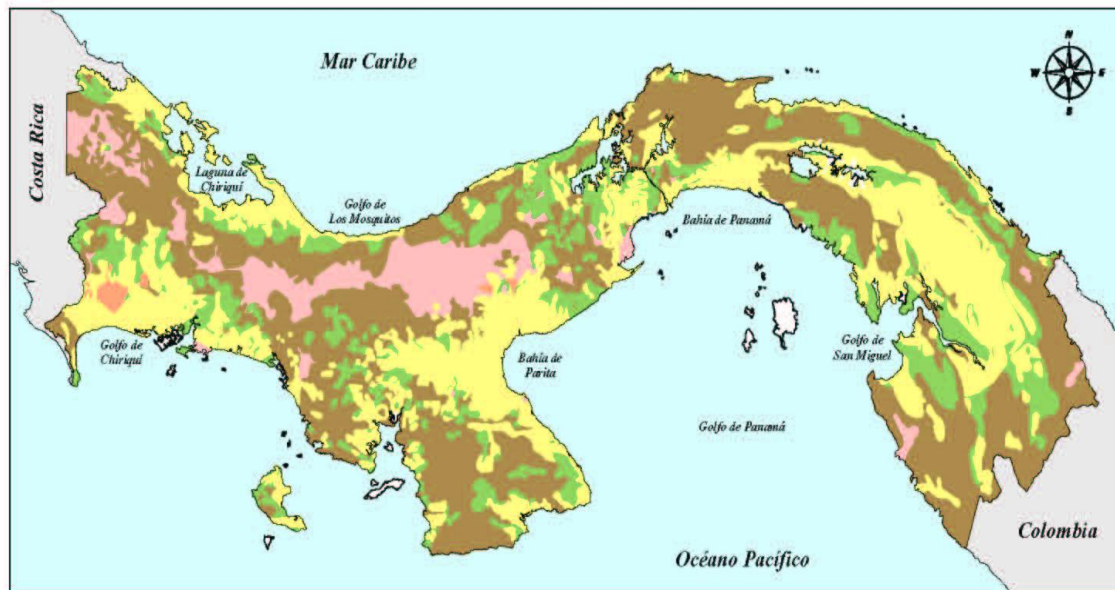 Mar Caribe
N
W
E
S
Costa Rica
Laguna de
Chiriquí
Golfo de
Los Mosquitos
Bahía de Panamá
Golfo de
Chiriquí
Bahía de
Parita
Golfo de
San Miguel
Golfo de Panamá
Colombia
Océano Pacífico